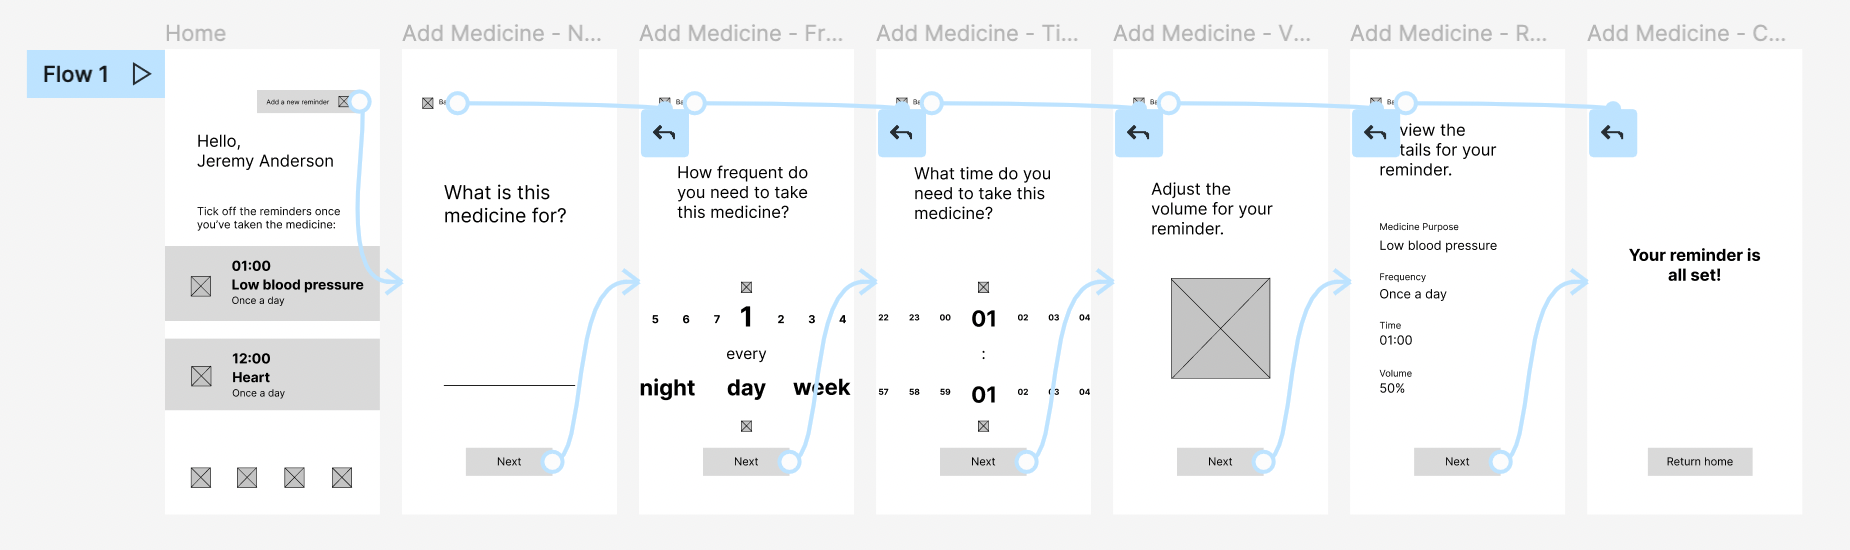 Home
Add Medicine - N...
Add Medicine - Fr...
Add Medicine - Ti...
Add Medicine - V...
Add Medicine - R...
Add Medicine - C...
Flow 1
Add a new reminder
Hello,
Jeremy Anderson
Tick off the reminders once
you've taken the medicine:
01:00
Low blood pressure
Once a day
12:00
Heart
Once a day
Ba
What is this
medicine for?
Next
Ba
How frequent do
you need to take
this medicine?
5 6 7 1 2 3 4
every
night day week
Next
Ba
What time do you
need to take this
medicine?
22 23 00 01 02 03 04
:
57 58 59 01 02 03 04
Next
Ba
Adjust the
volume for your
reminder.
Next
Ba
view the
tails for your
reminder.
Medicine Purpose
Low blood pressure
Frequency
Once a day
Time
01:00
Volume
50%
Next
Your reminder is
all set!
Return home